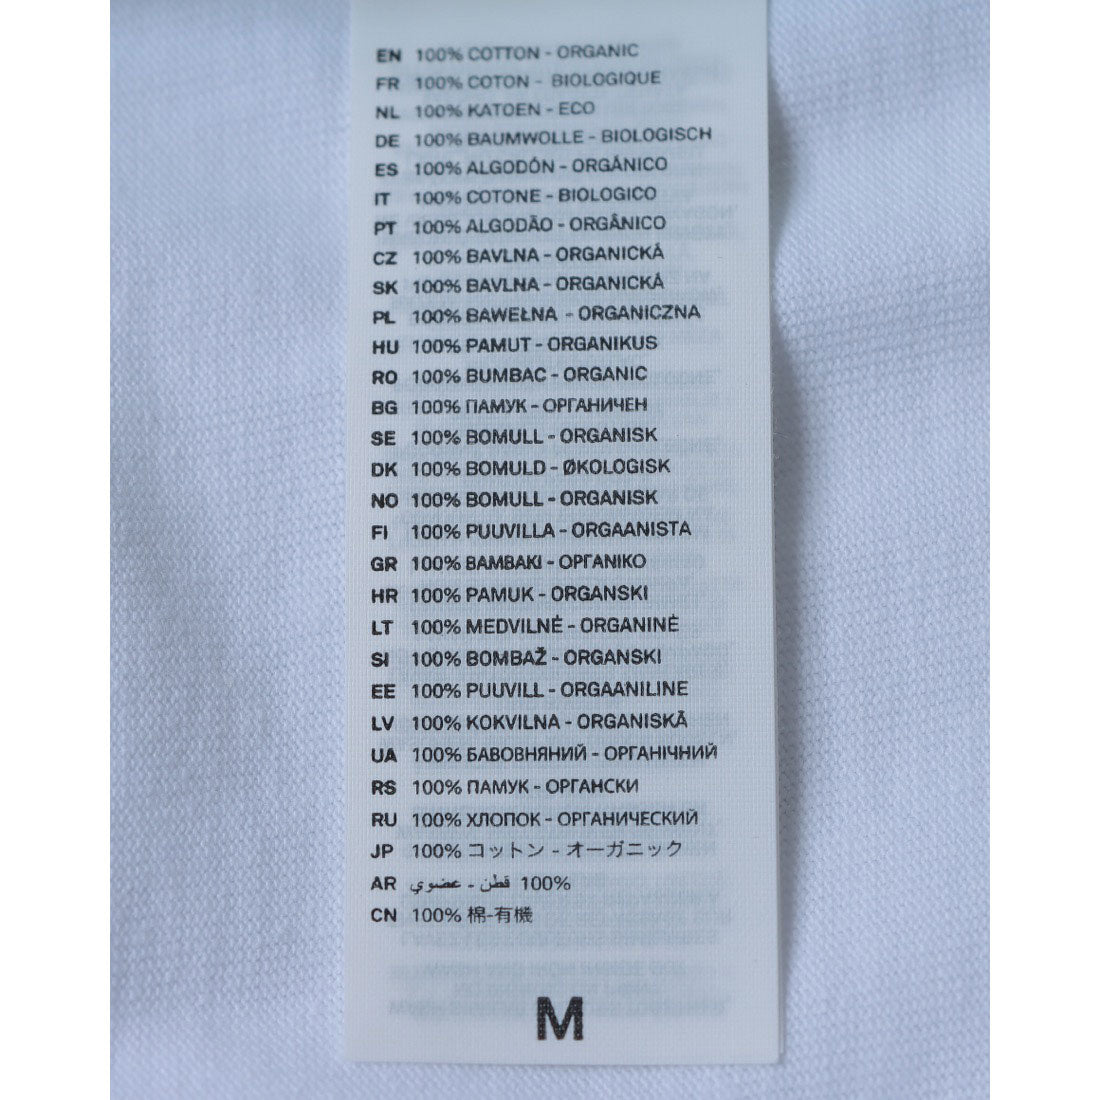 EN 100% COTTON - ORGANIC
FR 100% COTON - BIOLOGIQUE
NL 100% KATOEN - ECO
DE 100% BAUMWOLLE - BIOLOGISCH
ES 100% ALGODÓN - ORGÁNICO
IT 100% COTONE - BIOLOGICO
PT 100% ALGODÃO - ORGÂNICO
CZ 100% BAVLNA - ORGANICKÁ
SK 100% BAVLNA - ORGANICKÁ
PL 100% BAWEŁNA - ORGANICZNA
HU 100% PAMUT - ORGANIKUS
RO 100% BUMBAC - ORGANIC
BG 100% ПАМУК - ОРГАНИЧЕН
SE 100% BOMULL - ORGANISK
DK 100% BOMULD - ØKOLOGISK
NO 100% BOMULL - ORGANISK
FI 100% PUUVILLA - ORGAANISTA
GR 100% ΒΑΜΒΑΚΙ - ΟΡΓΑΝΙΚΟ
HR 100% PAMUK - ORGANSKI
LT 100% MEDVILNĖ - ORGANINĖ
SI 100% BOMBAŽ - ORGANSKI
EE 100% PUUVILL - ORGAANILINE
LV 100% KOKVILNA - ORGANISKĀ
UA 100% БАВОВНЯНИЙ - ОРГАНІЧНИЙ
RS 100% ПАМУК - ОРГАНСКИ
RU 100% ХЛОПОК - ОРГАНИЧЕСКИЙ
JP 100% コットン - オーガニック
AR 100% قطن - عضوي
CN 100% 棉-有機
M